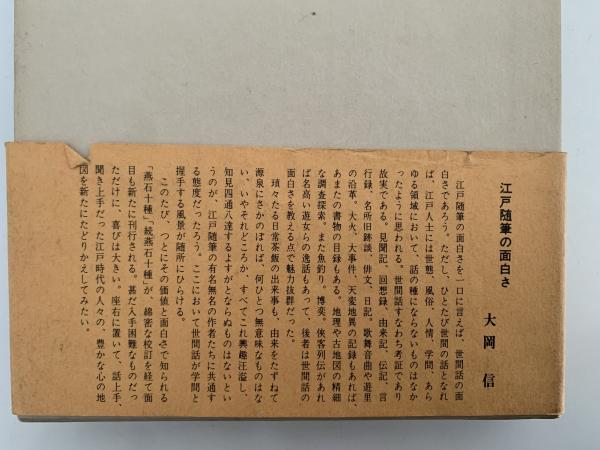 江戸随筆の面白さ
大岡 信
江戸随筆の面白さを一口に言えば、世間話の面
白さであろう。ただし、ひとたび世間の話となれ
ば、江戸人士には世態、風俗、人情、学問、あら
ゆる領域において、話の種にならないものはなか
ったように思われる。世間話すなわち考証であり
故実である。見聞記、回想録、由来記、伝記、言
行録、名所旧跡談、俳文、日記。歌舞音曲や遊里
の沿革。大火、大事件、天変地異の記録もあれば、
あまたの書物の目録もある。地理や古地図の精細
な調査探索。また魚釣り。博奕。侠客列伝があれ
ば名高い遊女らの逸話もあって、後者は世間話の
面白さを教える点で魅力抜群だった。
瑣々たる日常茶飯の出来事も、由来をたずねて
源泉にさかのぼれば、何ひとつ無意味なものはな
い、いやそれどころか、すべてこれ興趣汪溢し、
知見四通八達するよすがとならぬものはないとい
うのが、江戸随筆の有名無名の作者たちに共通す
る態度だったろう。ここにおいて世間話が学問と
握手する風景が随所にひらける。
このたび、つとにその価値と面白さで知られる
「燕石十種」「続燕石十種」が、綿密な校訂を経て面
目も新たに刊行される。甚だ入手困難なものだっ
ただけに、喜びは大きい。座右に置いて、話上手、
聞き上手だった江戸時代の人々の、豊かな心の地
図を新たにたどりかえしてみたい。